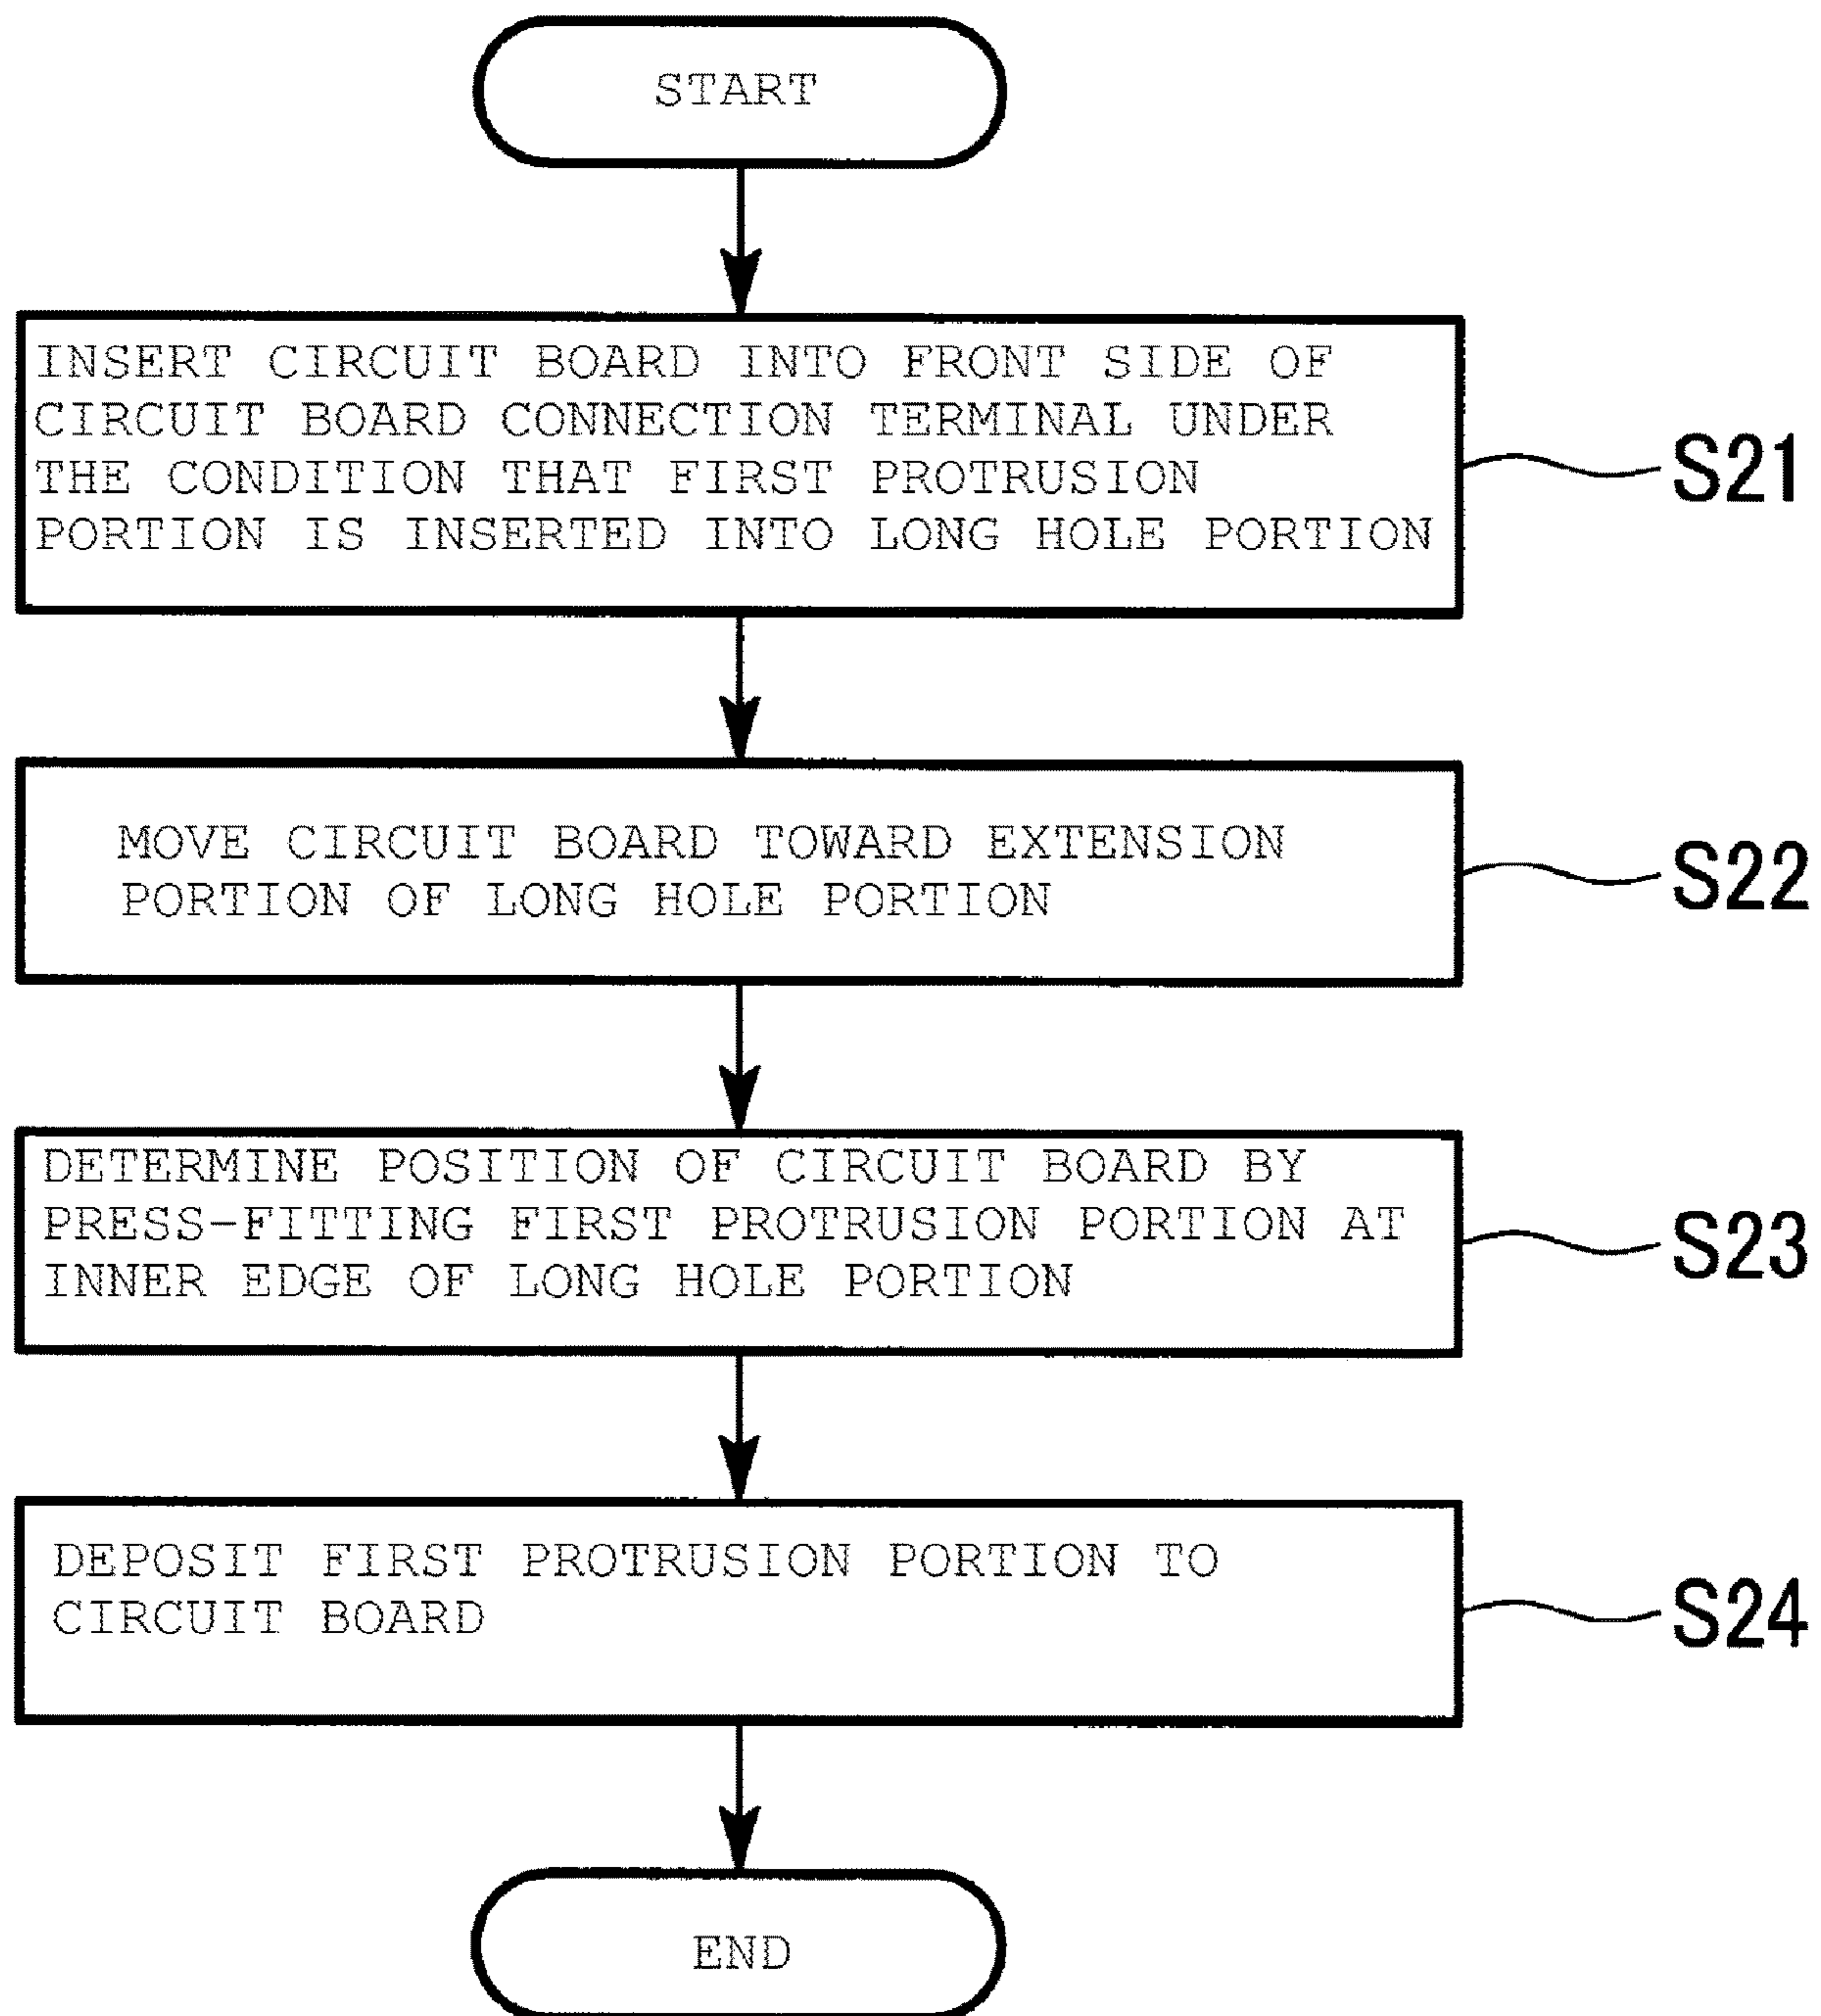 START
INSERT CIRCUIT BOARD INTO FRONT SIDE OF
CIRCUIT BOARD CONNECTION TERMINAL UNDER
THE CONDITION THAT FIRST PROTRUSION
PORTION IS INSERTED INTO LONG HOLE PORTION
S21
MOVE CIRCUIT BOARD TOWARD EXTENSION
PORTION OF LONG HOLE PORTION
S22
DETERMINE POSITION OF CIRCUIT BOARD BY
PRESS-FITTING FIRST PROTRUSION PORTION AT
INNER EDGE OF LONG HOLE PORTION
S23
DEPOSIT FIRST PROTRUSION PORTION TO
CIRCUIT BOARD
S24
END